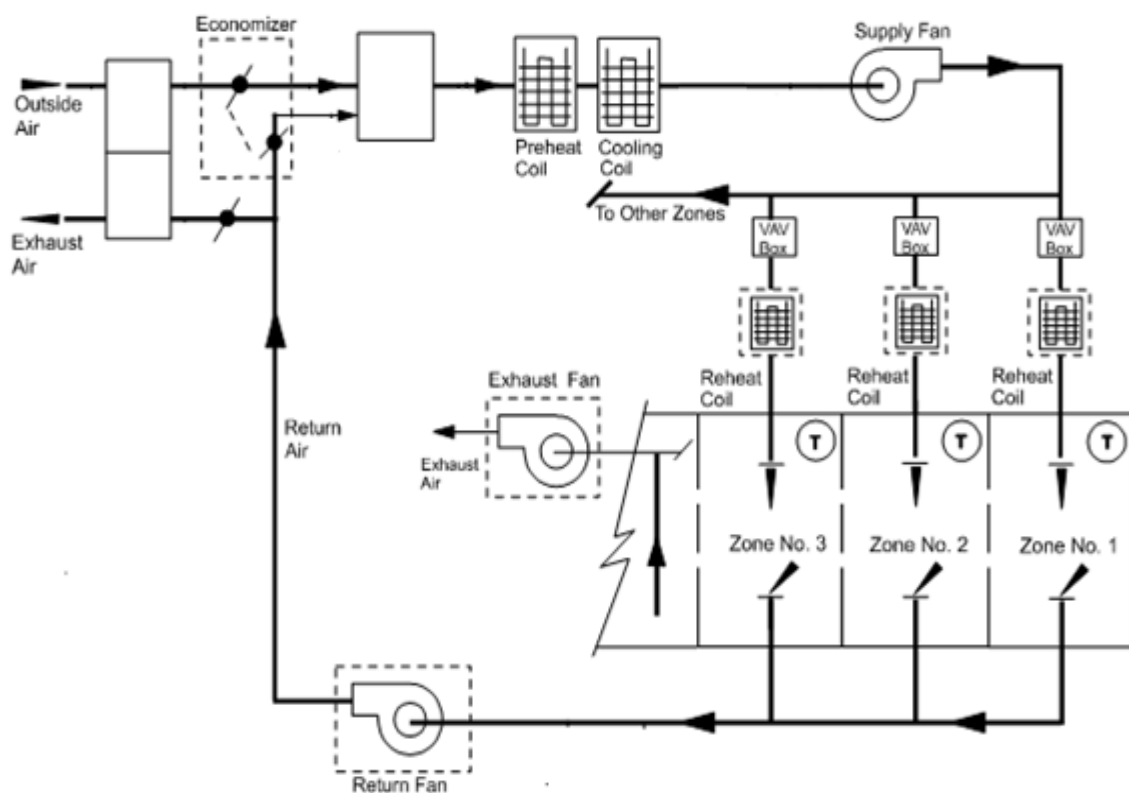 Economizer
Supply Fan
Outside
Air
Preheat
Coil
Cooling
Coil
To Other Zones
Exhaust
Air
VAV
Box
VAV
Box
VAV
Box
Reheat
Coil
Reheat
Coil
Reheat
Coil
Exhaust Fan
Return
Air
Exhaust
Air
T
T
T
Zone No. 3
Zone No. 2
Zone No. 1
Return Fan